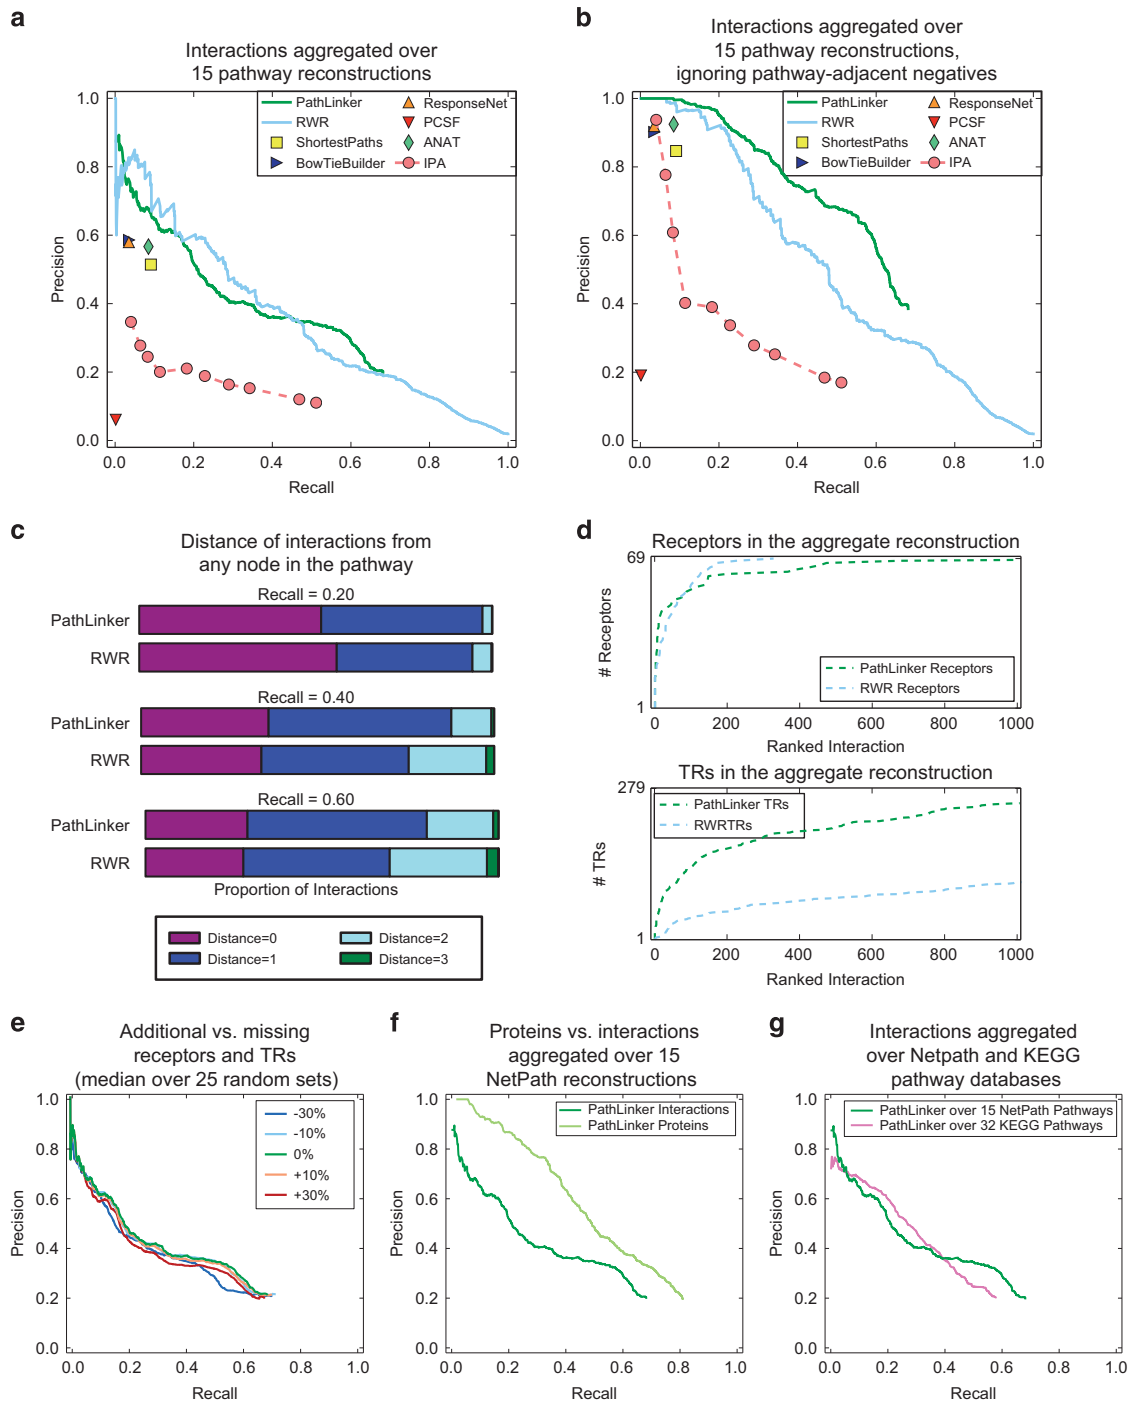 a
Interactions aggregated over
15 pathway reconstructions
1.0
0.8
0.6
0.4
0.2
0.0
Precision
PathLinker
RWR
ShortestPaths
BowTieBuilder
ResponseNet
PCSF
ANAT
IPA
0.0 0.2 0.4 0.6 0.8 1.0
Recall
b
Interactions aggregated over
15 pathway reconstructions,
ignoring pathway-adjacent negatives
1.0
0.8
0.6
0.4
0.2
0.0
Precision
PathLinker
RWR
ShortestPaths
BowTieBuilder
ResponseNet
PCSF
ANAT
IPA
0.0 0.2 0.4 0.6 0.8 1.0
Recall
c
Distance of interactions from
any node in the pathway
Recall = 0.20
PathLinker
RWR
Recall = 0.40
PathLinker
RWR
Recall = 0.60
PathLinker
RWR
Proportion of Interactions
Distance=0
Distance=1
Distance=2
Distance=3
d
Receptors in the aggregate reconstruction
69
1
# Receptors
PathLinker Receptors
RWR Receptors
0 200 400 600 800 1000
Ranked Interaction
TRs in the aggregate reconstruction
279
1
# TRs
PathLinker TRs
RWRTRs
0 200 400 600 800 1000
Ranked Interaction
e
Additional vs. missing
receptors and TRs
(median over 25 random sets)
1.0
0.8
0.6
0.4
0.2
0.0
Precision
-30%
-10%
0%
+10%
+30%
0.0 0.2 0.4 0.6 0.8 1.0
Recall
f
Proteins vs. interactions
aggregated over 15
NetPath reconstructions
1.0
0.8
0.6
0.4
0.2
0.0
Precision
PathLinker Interactions
PathLinker Proteins
0.0 0.2 0.4 0.6 0.8 1.0
Recall
g
Interactions aggregated
over Netpath and KEGG
pathway databases
1.0
0.8
0.6
0.4
0.2
0.0
Precision
PathLinker over 15 NetPath Pathways
PathLinker over 32 KEGG Pathways
0.0 0.2 0.4 0.6 0.8 1.0
Recall